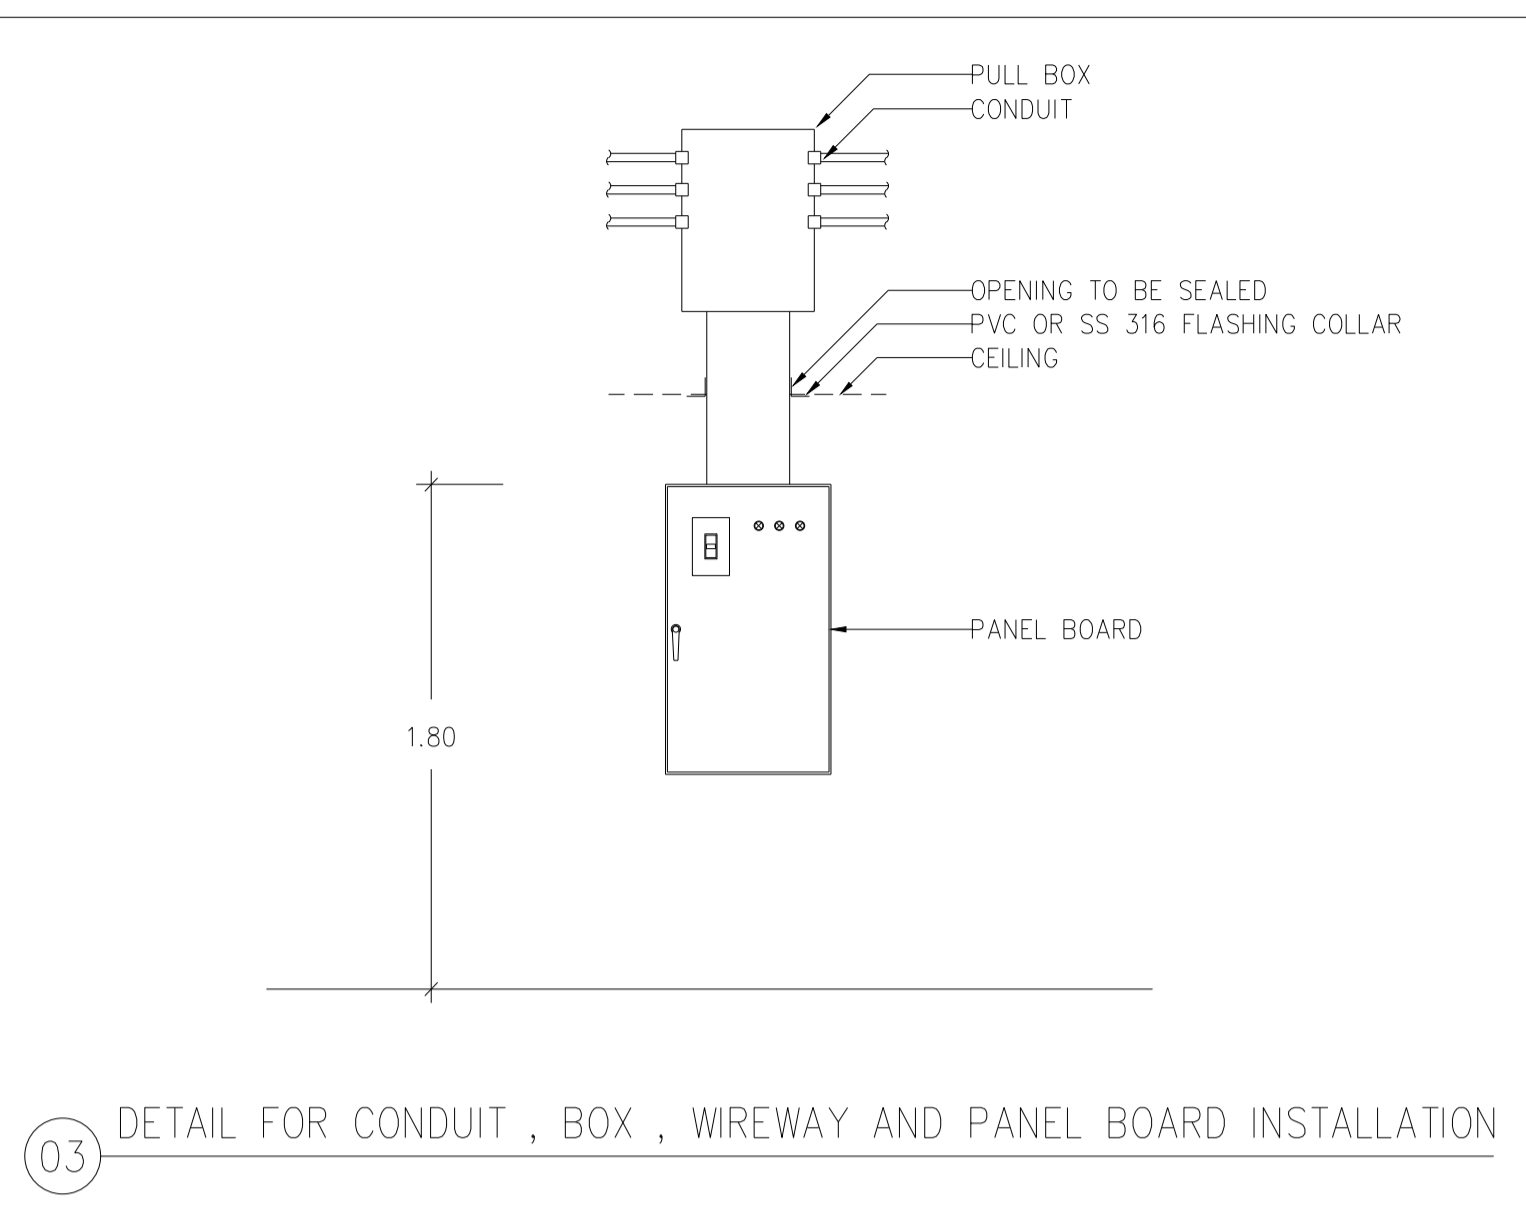 PULL BOX
CONDUIT
OPENING TO BE SEALED
PVC OR SS 316 FLASHING COLLAR
CEILING
PANEL BOARD
1.80
03 DETAIL FOR CONDUIT , BOX , WIREWAY AND PANEL BOARD INSTALLATION